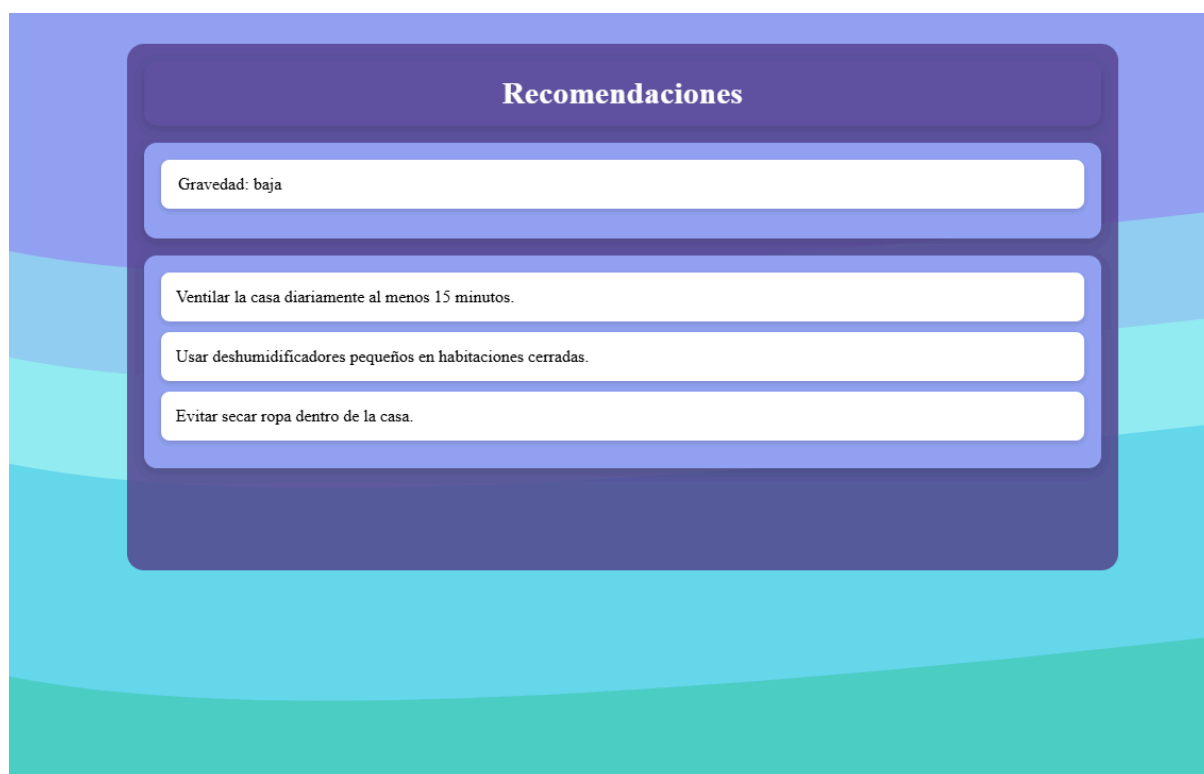 Recomendaciones
Gravedad: baja
Ventilar la casa diariamente al menos 15 minutos.
Usar deshumidificadores pequeños en habitaciones cerradas.
Evitar secar ropa dentro de la casa.